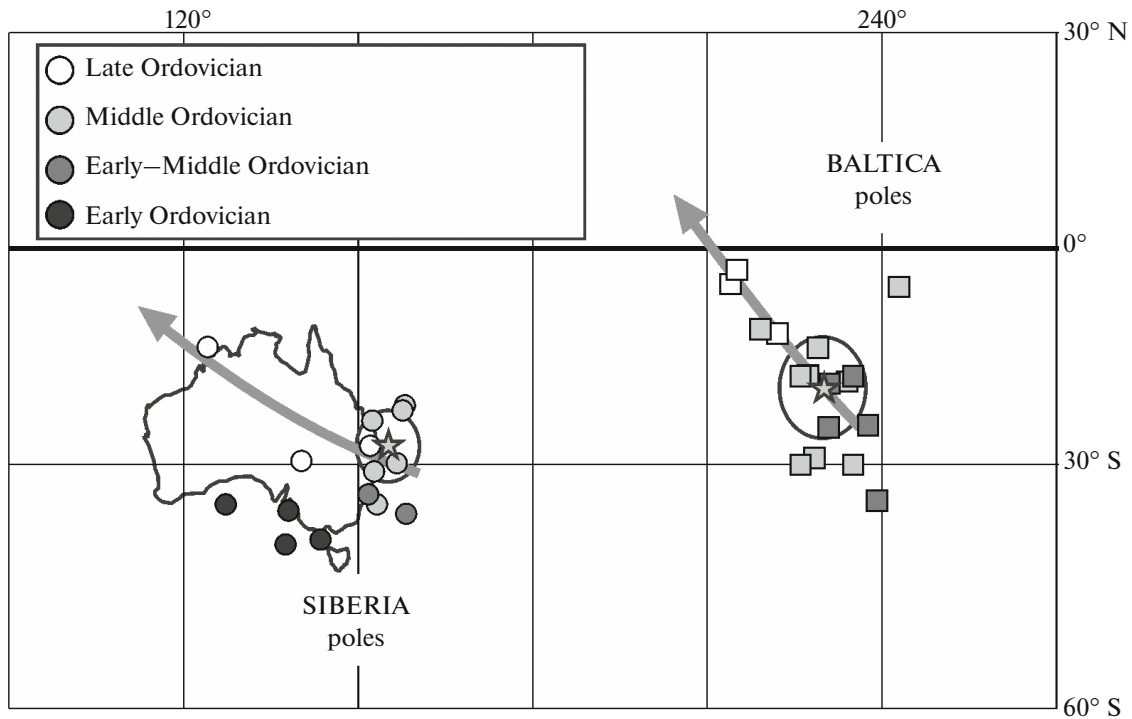 120°
240°
30° N
Late Ordovician
Middle Ordovician
Early–Middle Ordovician
Early Ordovician
BALTICA
poles
0°
30° S
SIBERIA
poles
60° S